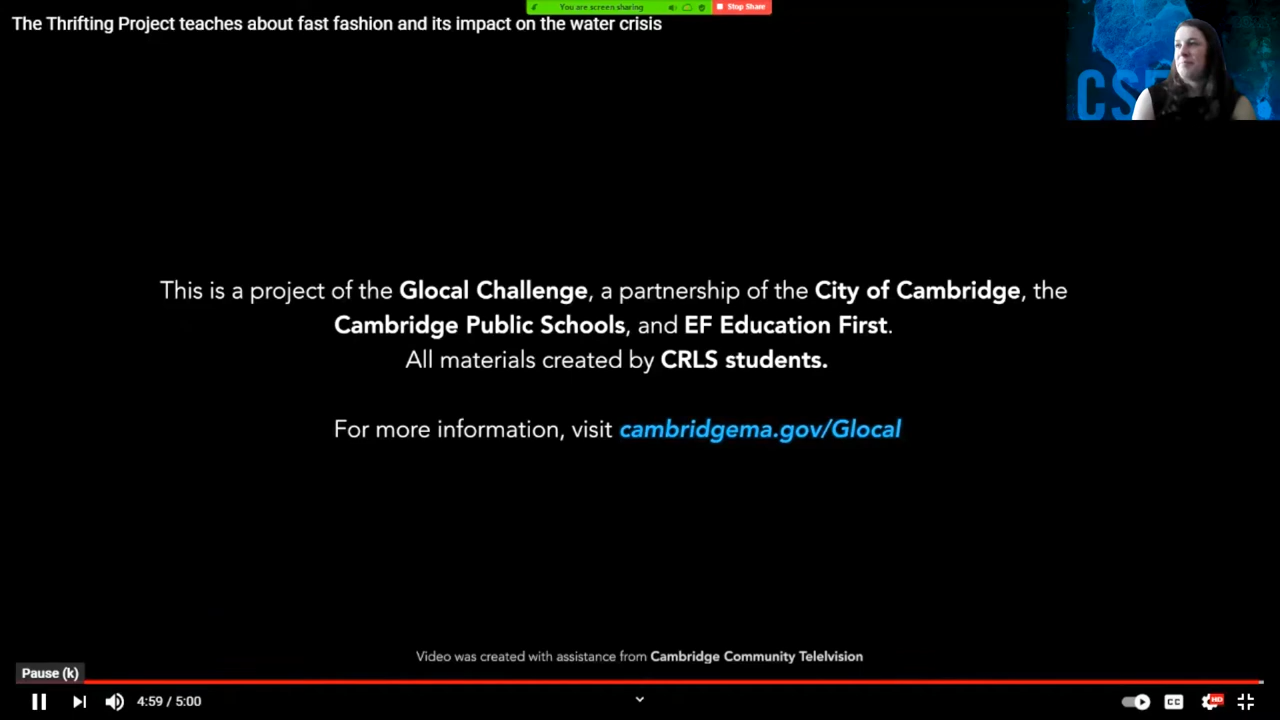 You are screen sharing
Stop Share
The Thrifting Project teaches about fast fashion and its impact on the water crisis
This is a project of the Glocal Challenge, a partnership of the City of Cambridge, the
Cambridge Public Schools, and EF Education First.
All materials created by CRLS students.
For more information, visit cambridgema.gov/Glocal
Video was created with assistance from Cambridge Community Telelvision
Pause (k)
4:59 / 5:00
CC
HD